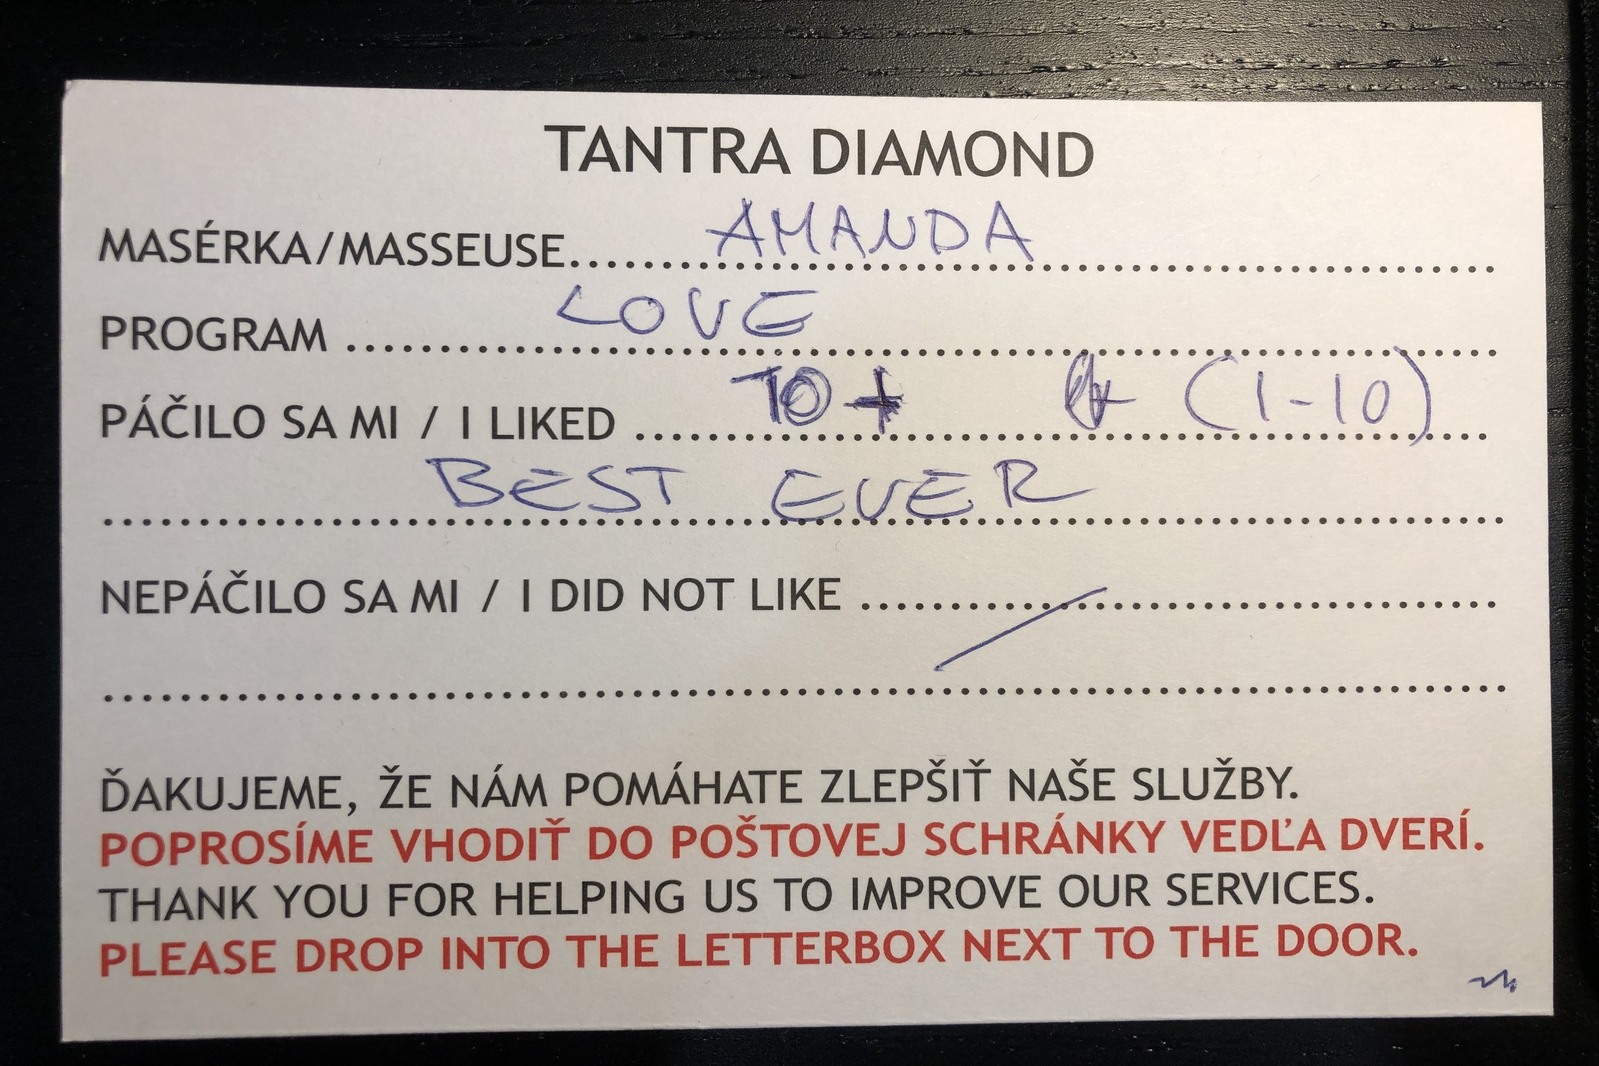 TANTRA DIAMOND
MASÉRKA/MASSEUSE.......... AMANDA
PROGRAM .......... LOVE
PÁČILO SA MI / I LIKED .......... 10+ (1-10)
BEST EVER
NEPÁČILO SA MI / I DID NOT LIKE ..........
ĎAKUJEME, ŽE NÁM POMÁHATE ZLEPŠIŤ NAŠE SLUŽBY.
POPROSÍME VHODIŤ DO POŠTOVEJ SCHRÁNKY VEDĽA DVERÍ.
THANK YOU FOR HELPING US TO IMPROVE OUR SERVICES.
PLEASE DROP INTO THE LETTERBOX NEXT TO THE DOOR.